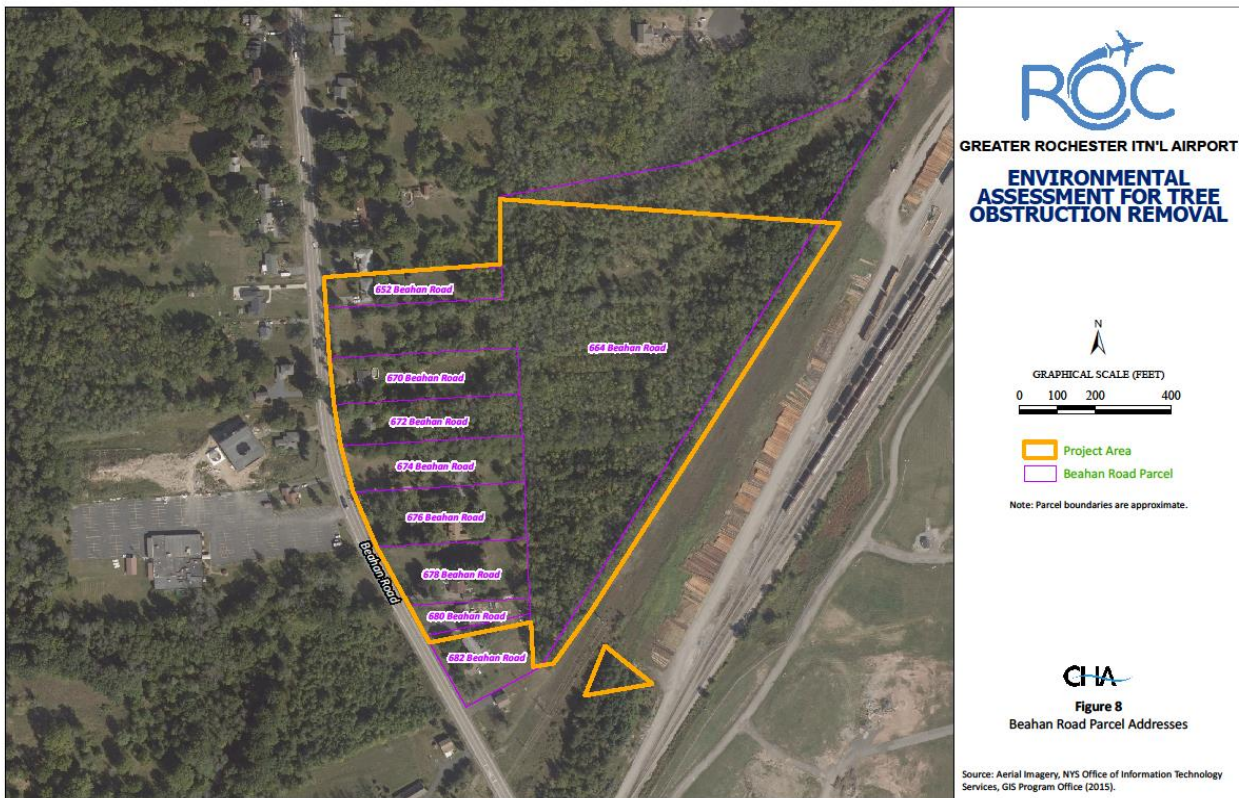 652 Beahan Road
664 Beahan Road
670 Beahan Road
672 Beahan Road
674 Beahan Road
676 Beahan Road
678 Beahan Road
680 Beahan Road
682 Beahan Road
Beahan Road
ROC
GREATER ROCHESTER ITN'L AIRPORT
ENVIRONMENTAL
ASSESSMENT FOR TREE
OBSTRUCTION REMOVAL
N
GRAPHICAL SCALE (FEET)
0 100 200 400
Project Area
Beahan Road Parcel
Note: Parcel boundaries are approximate.
CHA
Figure 8
Beahan Road Parcel Addresses
Source: Aerial Imagery, NYS Office of Information Technology
Services, GIS Program Office (2015).